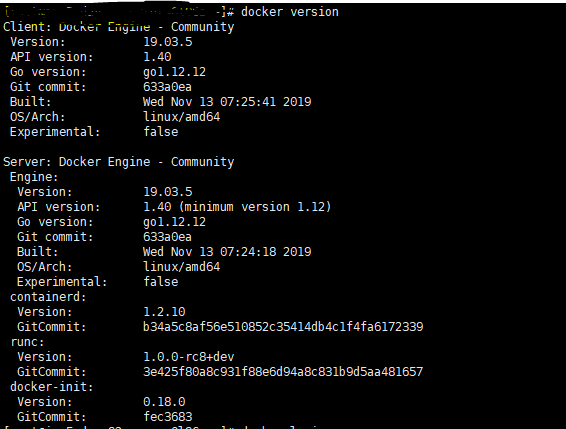 ~]# docker version
Client: Docker Engine - Community
Version: 19.03.5
API version: 1.40
Go version: go1.12.12
Git commit: 633a0ea
Built: Wed Nov 13 07:25:41 2019
OS/Arch: linux/amd64
Experimental: false
Server: Docker Engine - Community
Engine:
Version: 19.03.5
API version: 1.40 (minimum version 1.12)
Go version: go1.12.12
Git commit: 633a0ea
Built: Wed Nov 13 07:24:18 2019
OS/Arch: linux/amd64
Experimental: false
containerd:
Version: 1.2.10
GitCommit: b34a5c8af56e510852c35414db4c1f4fa6172339
runc:
Version: 1.0.0-rc8+dev
GitCommit: 3e425f80a8c931f88e6d94a8c831b9d5aa481657
docker-init:
Version: 0.18.0
GitCommit: fec3683